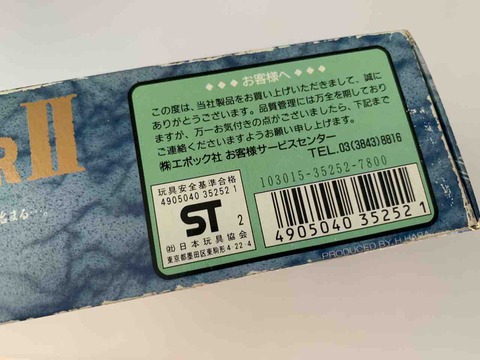 RⅡ
まる…
◇◇◇ お客様へ ◇◇◇
この度は、当社製品をお買い上げいただきまして、誠に
ありがとうございます。品質管理には万全を期しており
ますが、万一お気付きの点がございましたら、下記まで
ご連絡くださいますようお願い申し上げます。
㈱エポック社 お客様サービスセンター
TEL.03(3843)8816
103015-35252-7800
玩具安全基準合格
4905040 35252 1
ST 2
㈳日本玩具協会
東京都墨田区東駒形4-22-4
4905040 352521
PRODUCED BY H.HARA